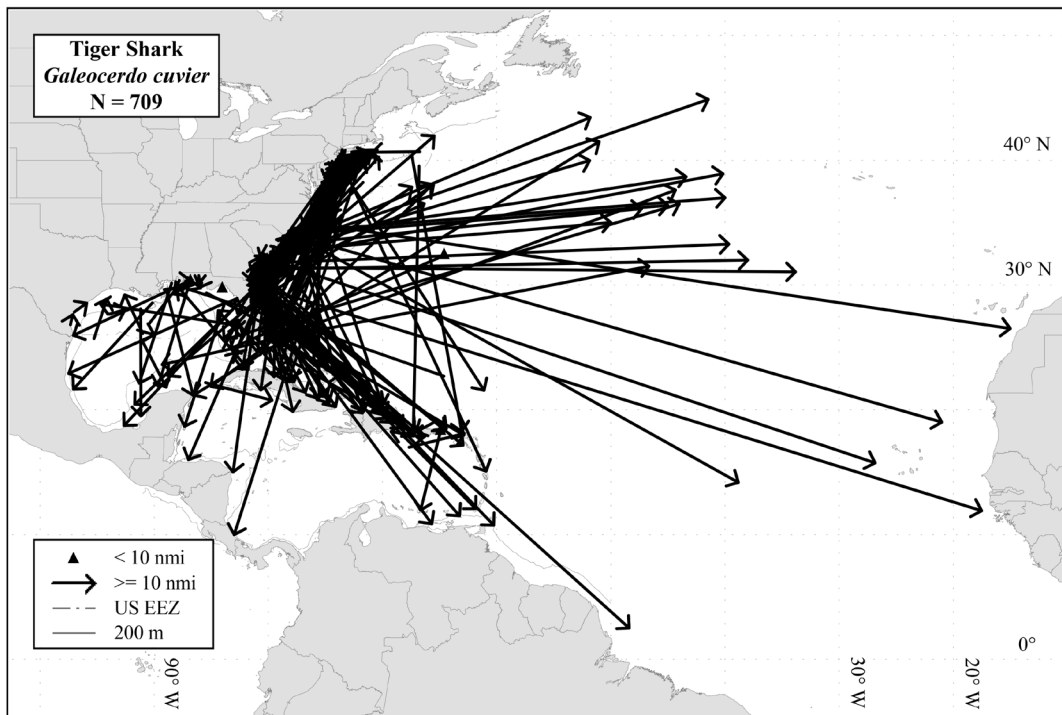 Tiger Shark
Galeocerdo cuvier
N = 709
40° N
30° N
< 10 nmi
>= 10 nmi
US EEZ
200 m
0°
90° W
30° W
20° W